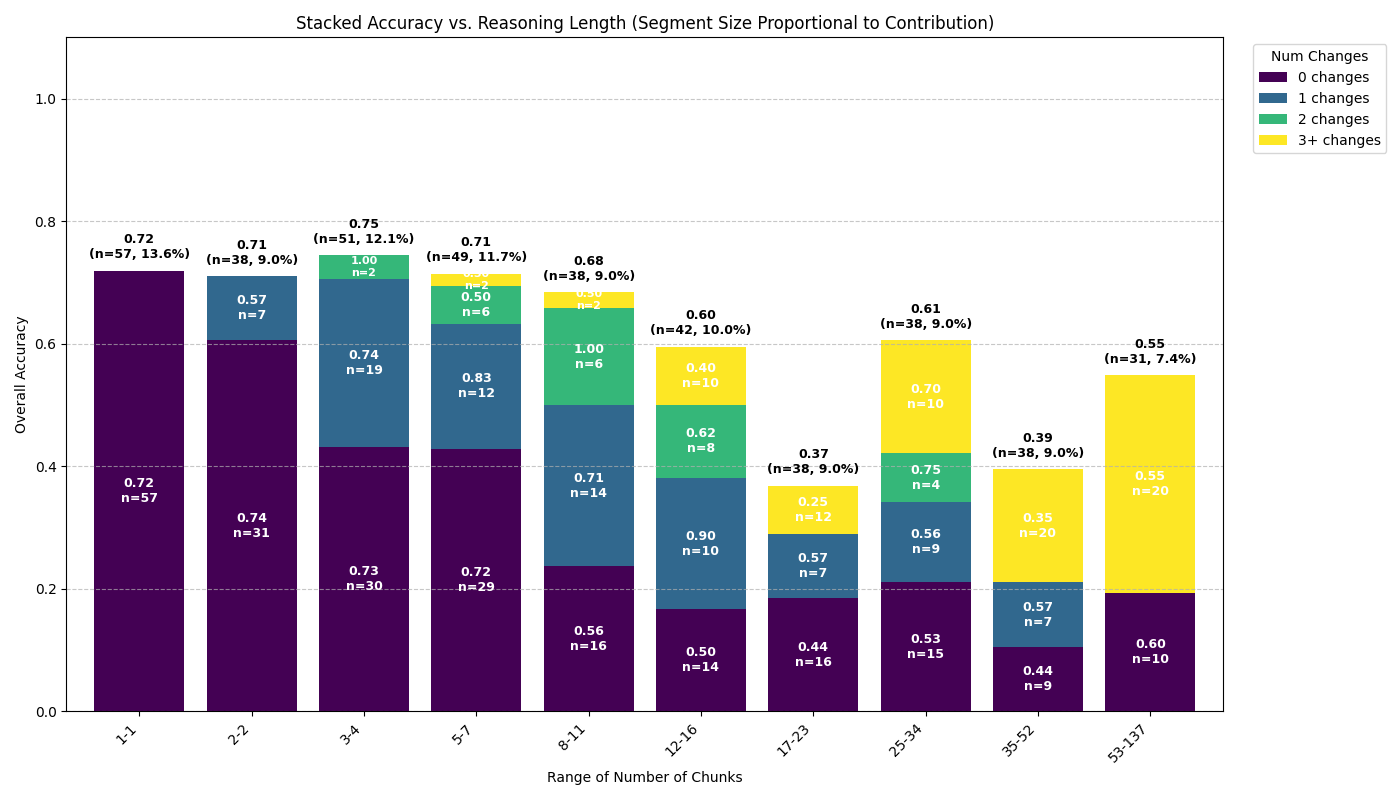 Stacked Accuracy vs. Reasoning Length (Segment Size Proportional to Contribution)
Num Changes
0 changes
1 changes
2 changes
3+ changes
Overall Accuracy
1.0
0.8
0.6
0.4
0.2
0.0
0.72
(n=57, 13.6%)
0.72
n=57
0.71
(n=38, 9.0%)
0.57
n=7
0.74
n=31
0.75
(n=51, 12.1%)
1.00
n=2
0.74
n=19
0.73
n=30
0.71
(n=49, 11.7%)
0.50
n=2
0.50
n=6
0.83
n=12
0.72
n=29
0.68
(n=38, 9.0%)
0.50
n=2
1.00
n=6
0.71
n=14
0.56
n=16
0.60
(n=42, 10.0%)
0.40
n=10
0.62
n=8
0.90
n=10
0.50
n=14
0.37
(n=38, 9.0%)
0.25
n=12
0.57
n=7
0.44
n=16
0.61
(n=38, 9.0%)
0.70
n=10
0.75
n=4
0.56
n=9
0.53
n=15
0.39
(n=38, 9.0%)
0.35
n=20
0.57
n=7
0.44
n=9
0.55
(n=31, 7.4%)
0.55
n=20
0.60
n=10
1-1
2-2
3-4
5-7
8-11
12-16
17-23
25-34
35-52
53-137
Range of Number of Chunks